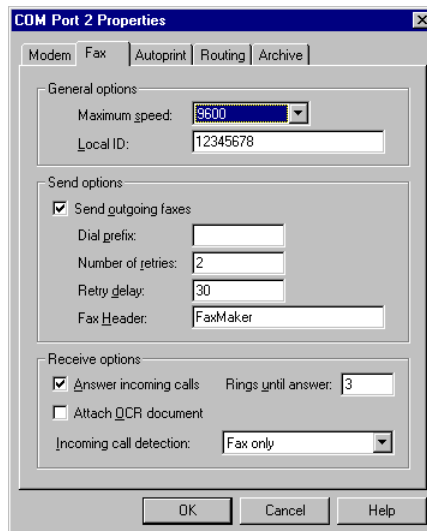 COM Port 2 Properties
Modem Fax Autoprint Routing Archive
General options
Maximum speed: 9600
Local ID: 12345678
Send options
Send outgoing faxes
Dial prefix:
Number of retries: 2
Retry delay: 30
Fax Header: FaxMaker
Receive options
Answer incoming calls Rings until answer: 3
Attach OCR document
Incoming call detection: Fax only
OK Cancel Help